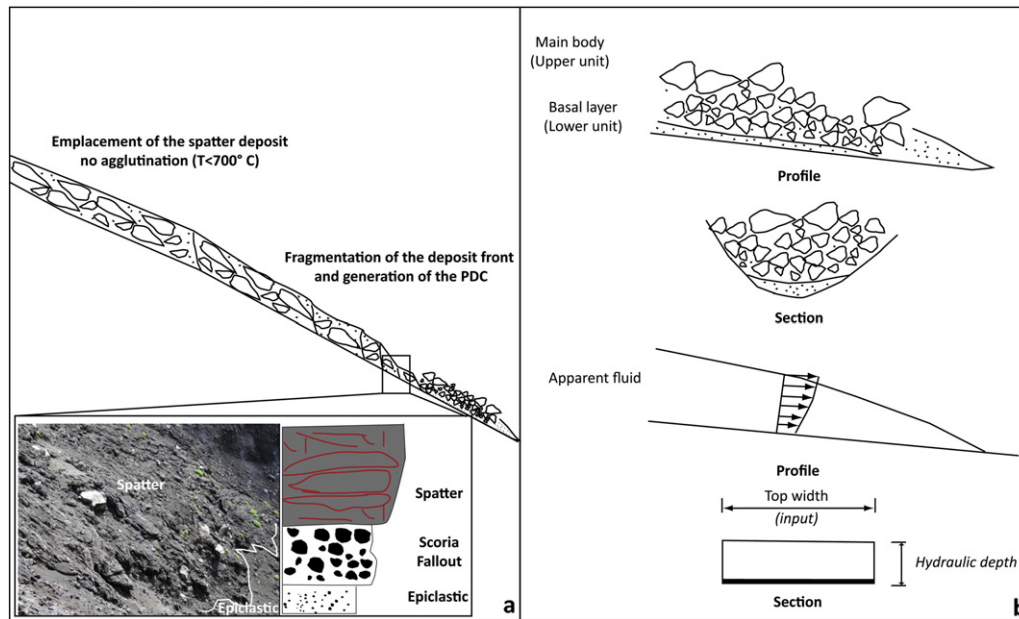 Emplacement of the spatter deposit
no agglutination (T<700° C)
Fragmentation of the deposit front
and generation of the PDC
Spatter
Epiclastic
Spatter
Scoria
Fallout
Epiclastic
a
Main body
(Upper unit)
Basal layer
(Lower unit)
Profile
Section
Apparent fluid
Profile
Top width
(input)
Hydraulic depth
Section
b